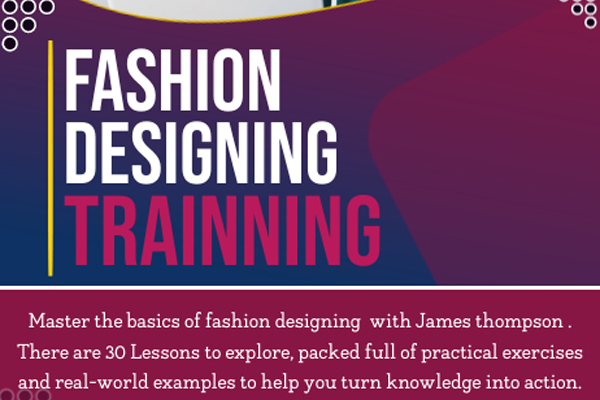 FASHION
DESIGNING
TRAINNING
Master the basics of fashion designing  with James thompson .
There are 30 Lessons to explore, packed full of practical exercises
and real-world examples to help you turn knowledge into action.